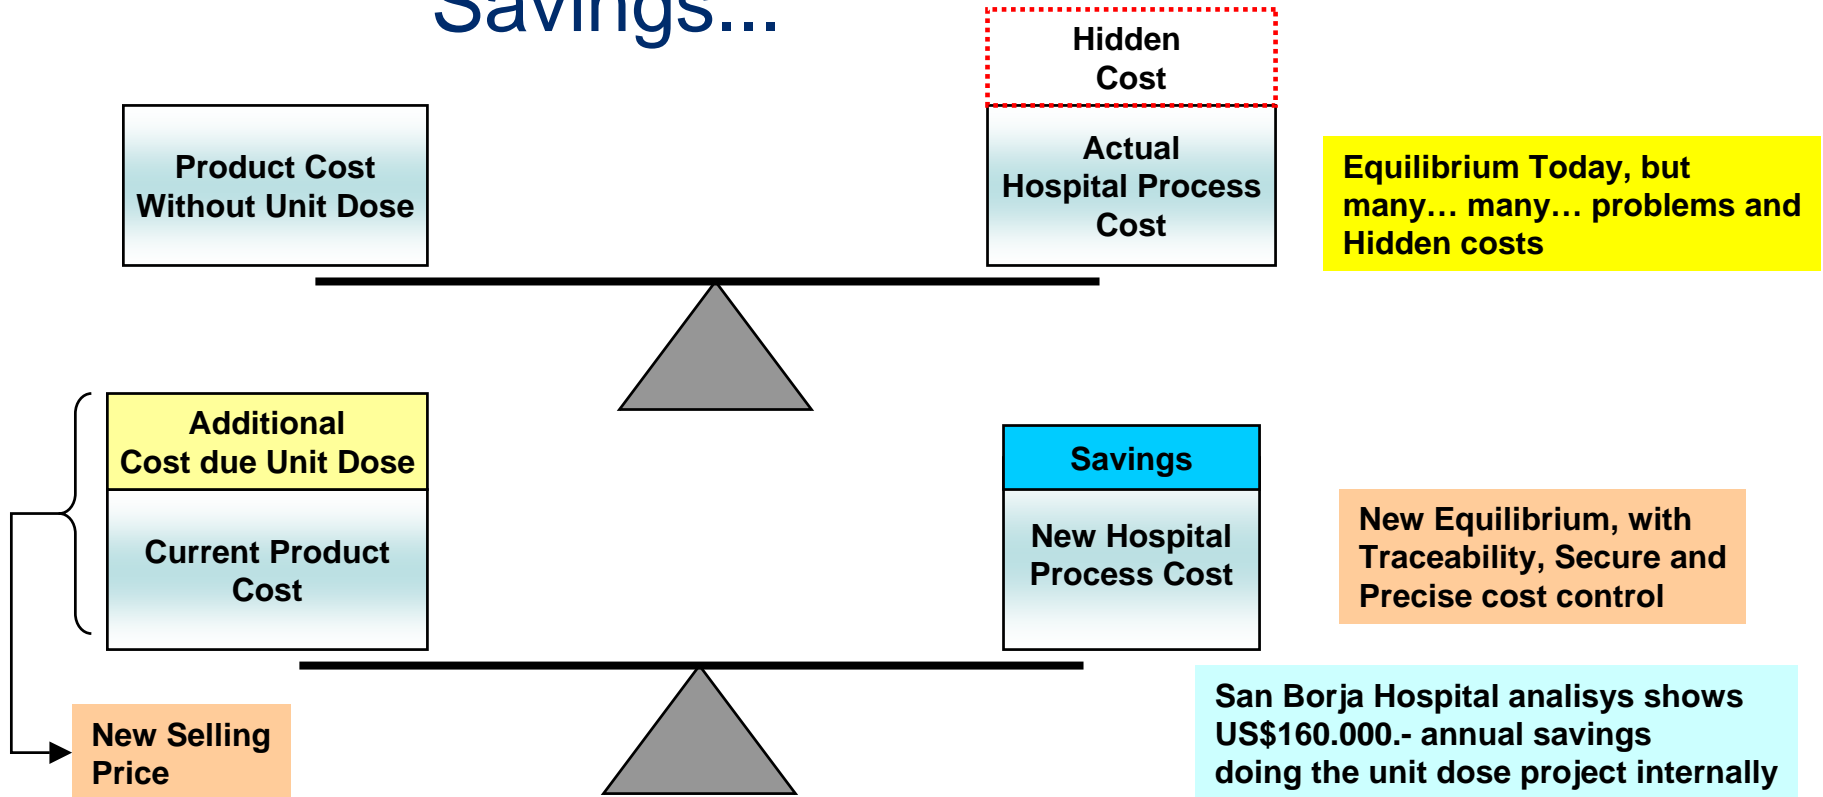 Savings...
Hidden
Cost
Product Cost
Without Unit Dose
Actual
Hospital Process
Cost
Equilibrium Today, but
many… many… problems and
Hidden costs
Additional
Cost due Unit Dose
Current Product
Cost
Savings
New Hospital
Process Cost
New Equilibrium, with
Traceability, Secure and
Precise cost control
New Selling
Price
San Borja Hospital analisys shows
US$160.000.- annual savings
doing the unit dose project internally